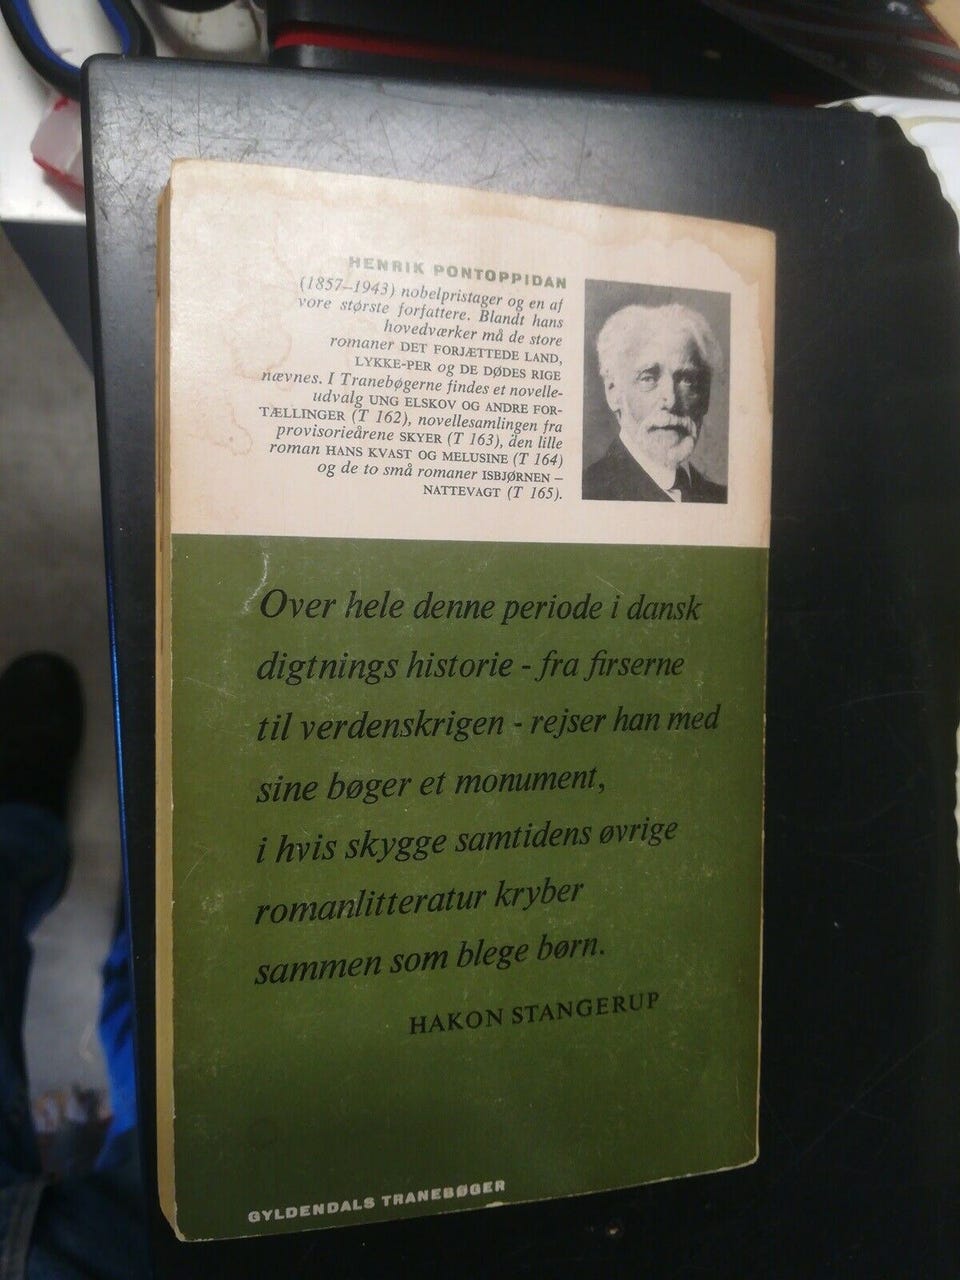 HENRIK PONTOPPIDAN
(1857–1943) nobelpristager og en af
vore største forfattere. Blandt hans
hovedværker må de store
romaner DET FORJÆTTEDE LAND,
LYKKE-PER og DE DØDES RIGE
nævnes. I Tranebøgerne findes et novelle-
udvalg UNG ELSKOV OG ANDRE FOR-
TÆLLINGER (T 162), novellesamlingen fra
provisorieårene SKYER (T 163), den lille
roman HANS KVAST OG MELUSINE (T 164)
og de to små romaner ISBJØRNEN –
NATTEVAGT (T 165).
Over hele denne periode i dansk
digtnings historie - fra firserne
til verdenskrigen - rejser han med
sine bøger et monument,
i hvis skygge samtidens øvrige
romanlitteratur kryber
sammen som blege børn.
HAKON STANGERUP
GYLDENDALS TRANEBØGER